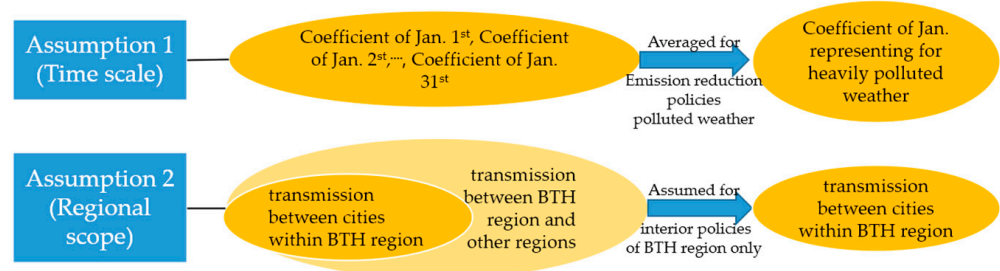 Assumption 1
(Time scale)
Coefficient of Jan. 1st, Coefficient
of Jan. 2st,····, Coefficient of Jan.
31st
Averaged for
Emission reduction
policies
polluted weather
Coefficient of Jan.
representing for
heavily polluted
weather
Assumption 2
(Regional
scope)
transmission
between cities
within BTH region
transmission
between BTH
region and
other regions
Assumed for
interior policies
of BTH region only
transmission
between cities
within BTH region